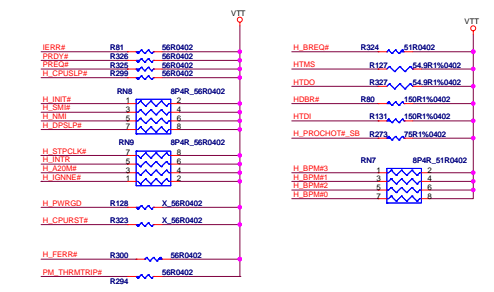 VTT
IERR# R81 56R0402
PRDY# R326 56R0402
PREQ# R325 56R0402
H_CPUSLP# R299 56R0402
RN8 8P4R_56R0402
H_INIT# 1 2
H_SMI# 3 4
H_NMI 5 6
H_DPSLP# 7 8
RN9 8P4R_56R0402
H_STPCLK# 7 8
H_INTR 5 6
H_A20M# 3 4
H_IGNNE# 1 2
H_PWRGD R128 X_56R0402
H_CPURST# R323 X_56R0402
H_FERR# R300 56R0402
PM_THRMTRIP# 56R0402
R294
VTT
H_BREQ# R324 51R0402
HTMS R127 54.9R1%0402
HTDO R327 54.9R1%0402
HDBR# R80 150R1%0402
HTDI R131 150R1%0402
H_PROCHOT#_SB R273 75R1%0402
RN7 8P4R_51R0402
H_BPM#3 1 2
H_BPM#1 3 4
H_BPM#2 5 6
H_BPM#0 7 8